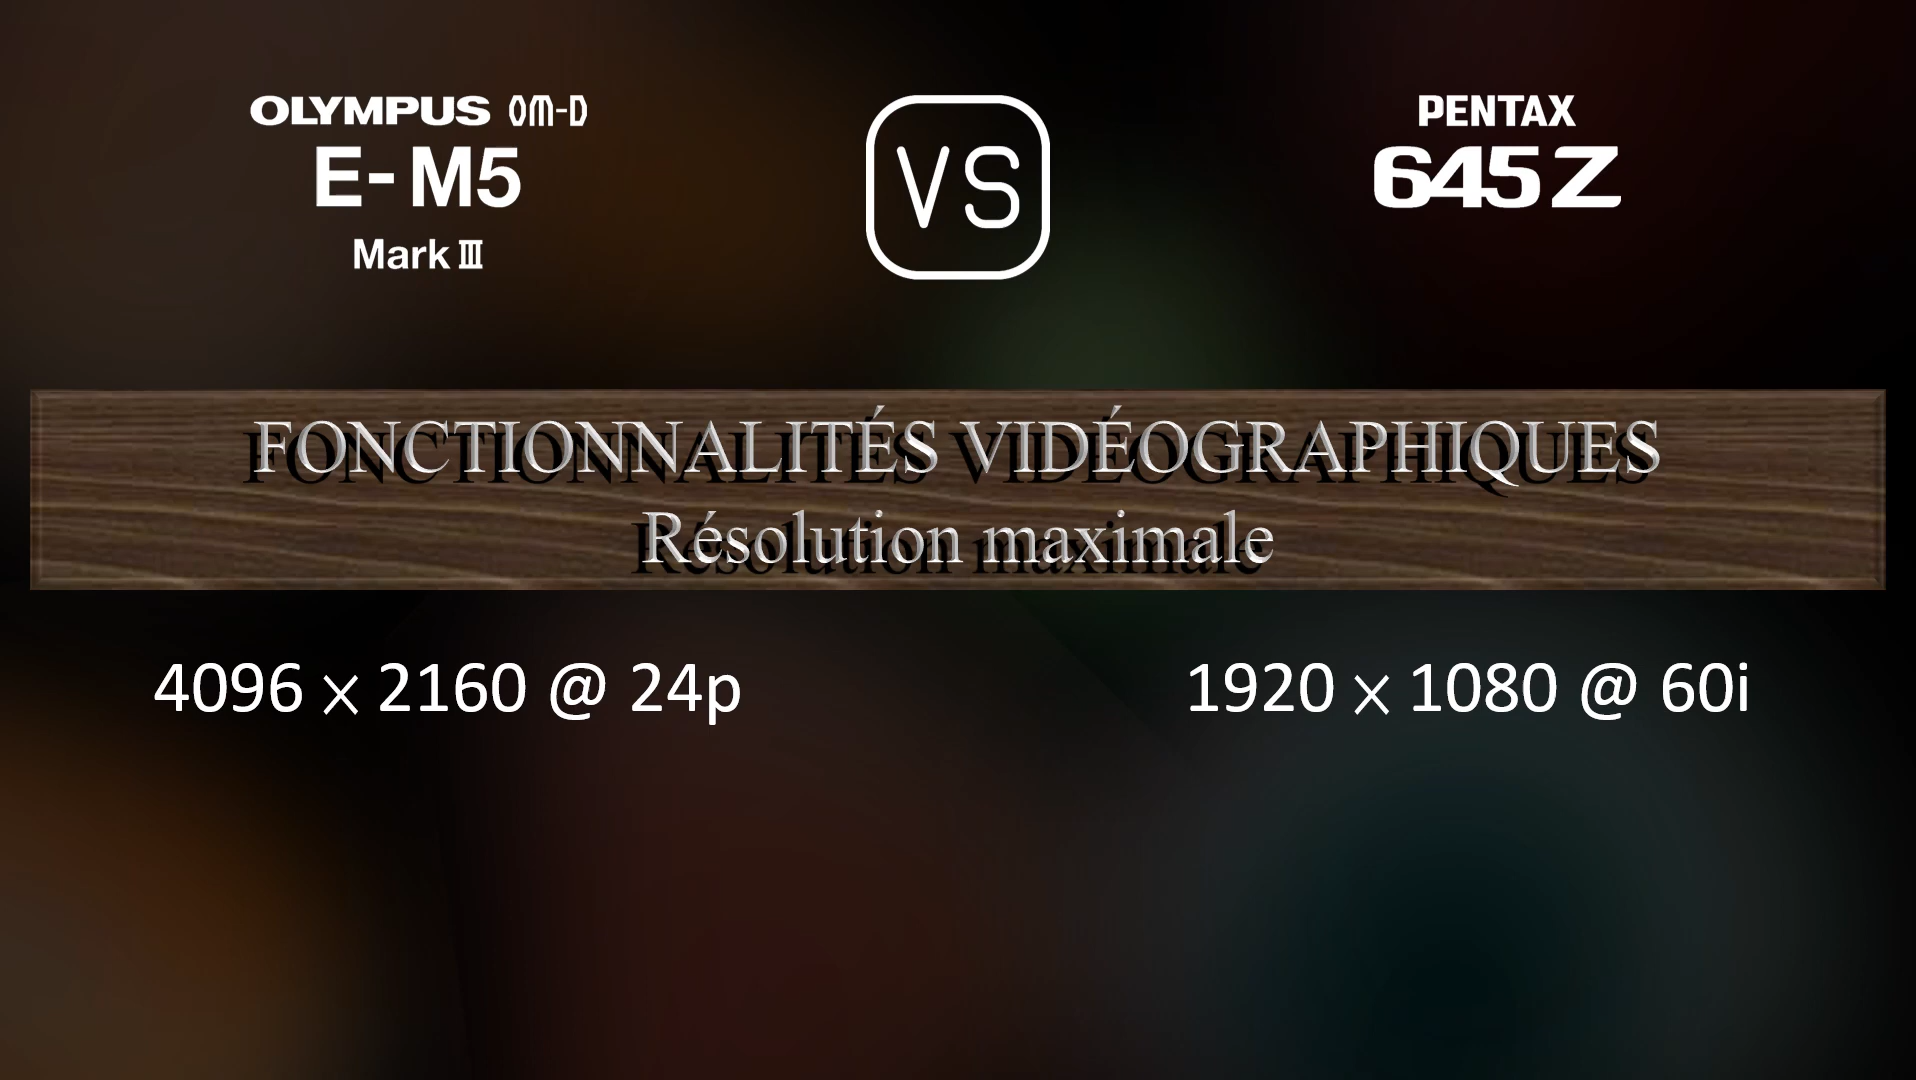 OLYMPUS OM-D
E-M5
Mark III
VS
PENTAX
645Z
FONCTIONNALITÉS VIDÉOGRAPHIQUES
Résolution maximale
4096 x 2160 @ 24p
1920 x 1080 @ 60i